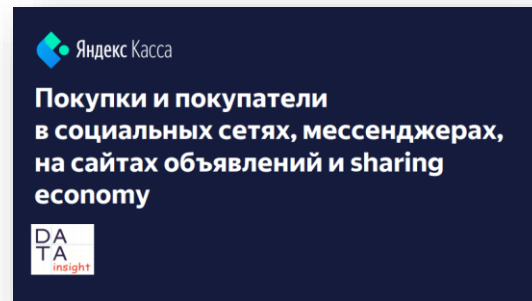 Яндекс Касса
Покупки и покупатели
в социальных сетях, мессенджерах,
на сайтах объявлений и sharing
economy
DA
TA
insight